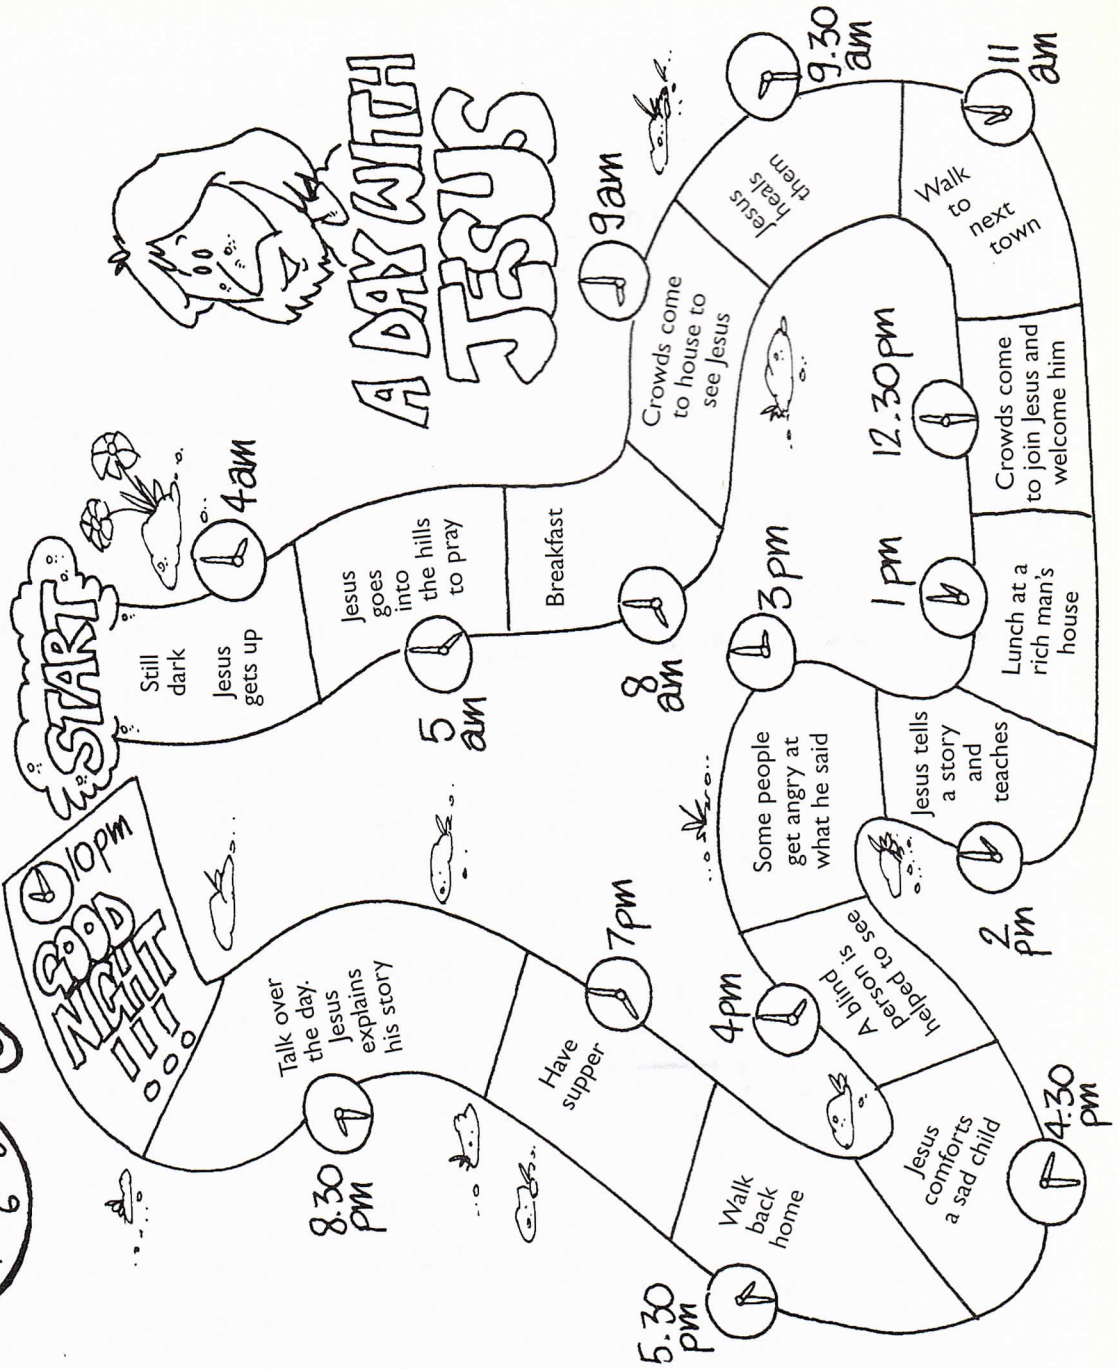 A DAY WITH
JESUS
START
Still
dark
Jesus
gets up
4am
Jesus
goes
into
the hills
to pray
5
am
Breakfast
8
am
Crowds come
to house to
see Jesus
9am
Jesus
heals
them
9.30
am
Walk
to
next
town
11
am
Crowds come
to join Jesus and
welcome him
12.30pm
Lunch at a
rich man's
house
1pm
Jesus tells
a story
and
teaches
2
pm
Some people
get angry at
what he said
3pm
A blind
person is
helped to see
4pm
Jesus
comforts
a sad child
4.30
pm
Walk
back
home
5.30
pm
Have
supper
7pm
Talk over
the day.
Jesus
explains
his story
8.30
pm
GOOD
NIGHT
!!!
10pm
6